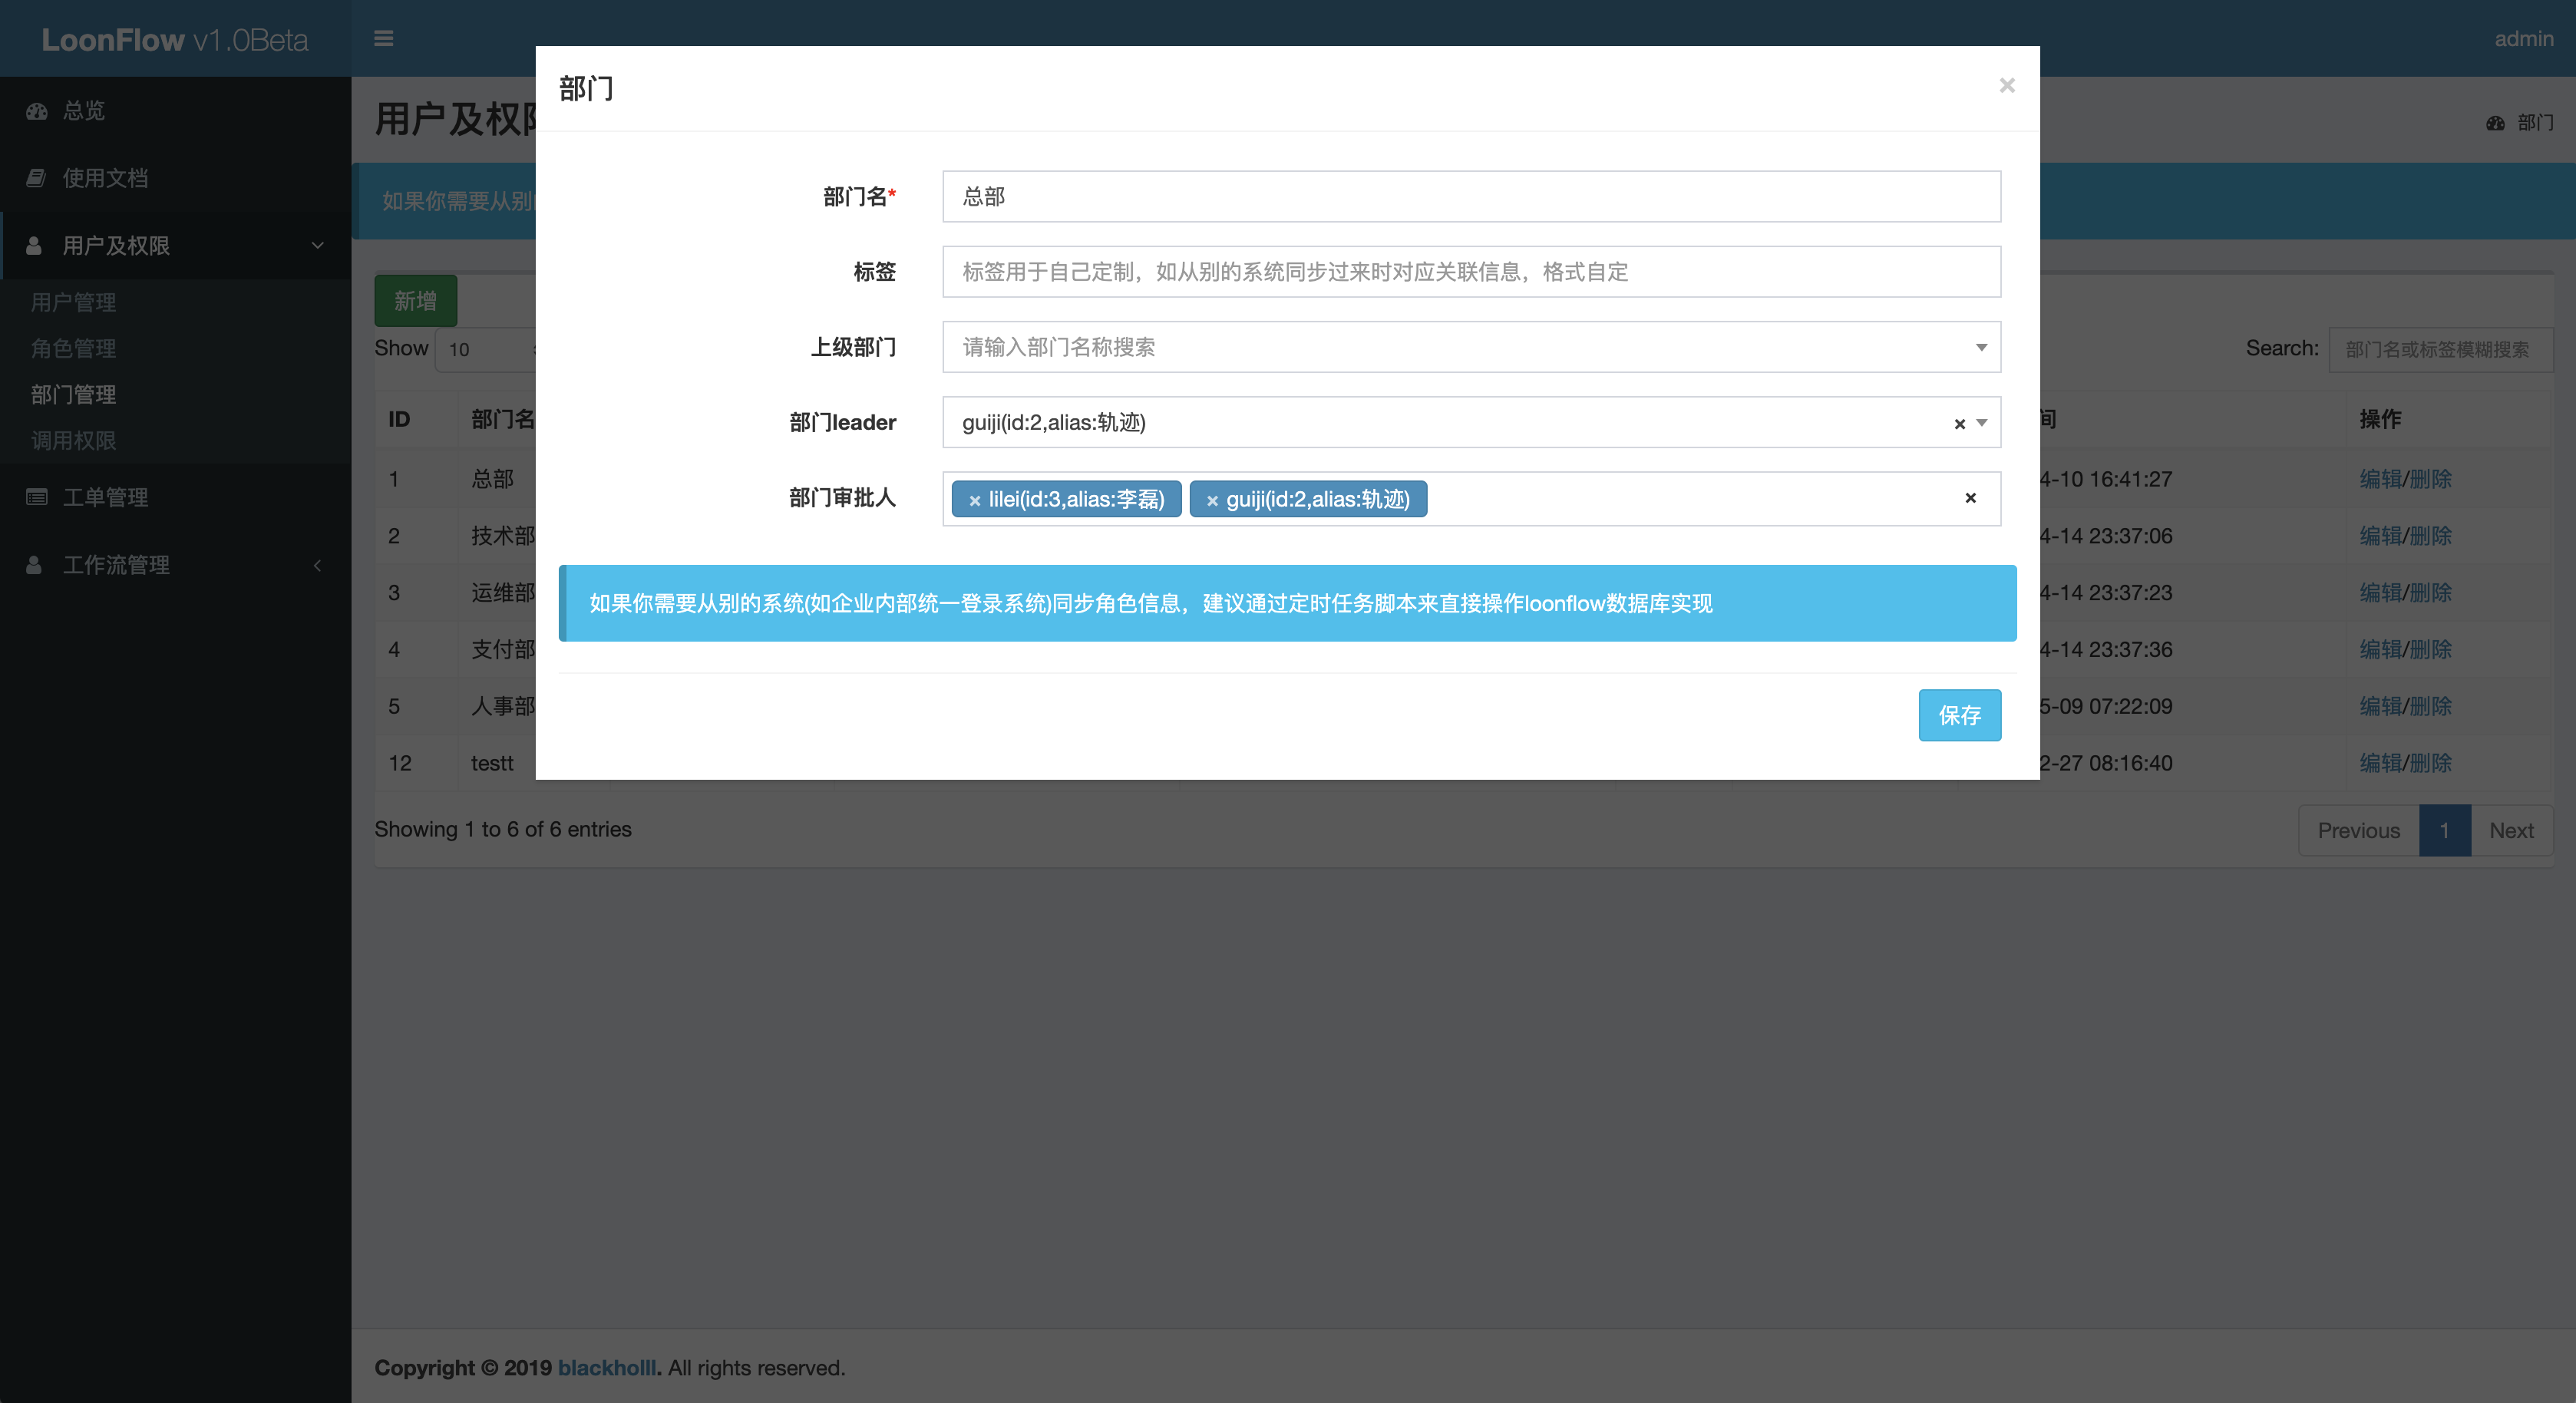 LoonFlow v1.0Beta
admin
总览
使用文档
用户及权限
用户管理
角色管理
部门管理
调用权限
工单管理
工作流管理
用户及权
部门
如果你需要从别
新增
Show 10
Search: 部门名或标签模糊搜索
ID 部门名 间 操作
1 总部 4-10 16:41:27 编辑/删除
2 技术部 4-14 23:37:06 编辑/删除
3 运维部 4-14 23:37:23 编辑/删除
4 支付部 4-14 23:37:36 编辑/删除
5 人事部 5-09 07:22:09 编辑/删除
12 testt 2-27 08:16:40 编辑/删除
Showing 1 to 6 of 6 entries
Previous 1 Next
部门 ×
部门名* 总部
标签 标签用于自己定制，如从别的系统同步过来时对应关联信息，格式自定
上级部门 请输入部门名称搜索
部门leader guiji(id:2,alias:轨迹) ×
部门审批人 × lilei(id:3,alias:李磊) × guiji(id:2,alias:轨迹) ×
如果你需要从别的系统(如企业内部统一登录系统)同步角色信息，建议通过定时任务脚本来直接操作loonflow数据库实现
保存
Copyright © 2019 blackholll. All rights reserved.